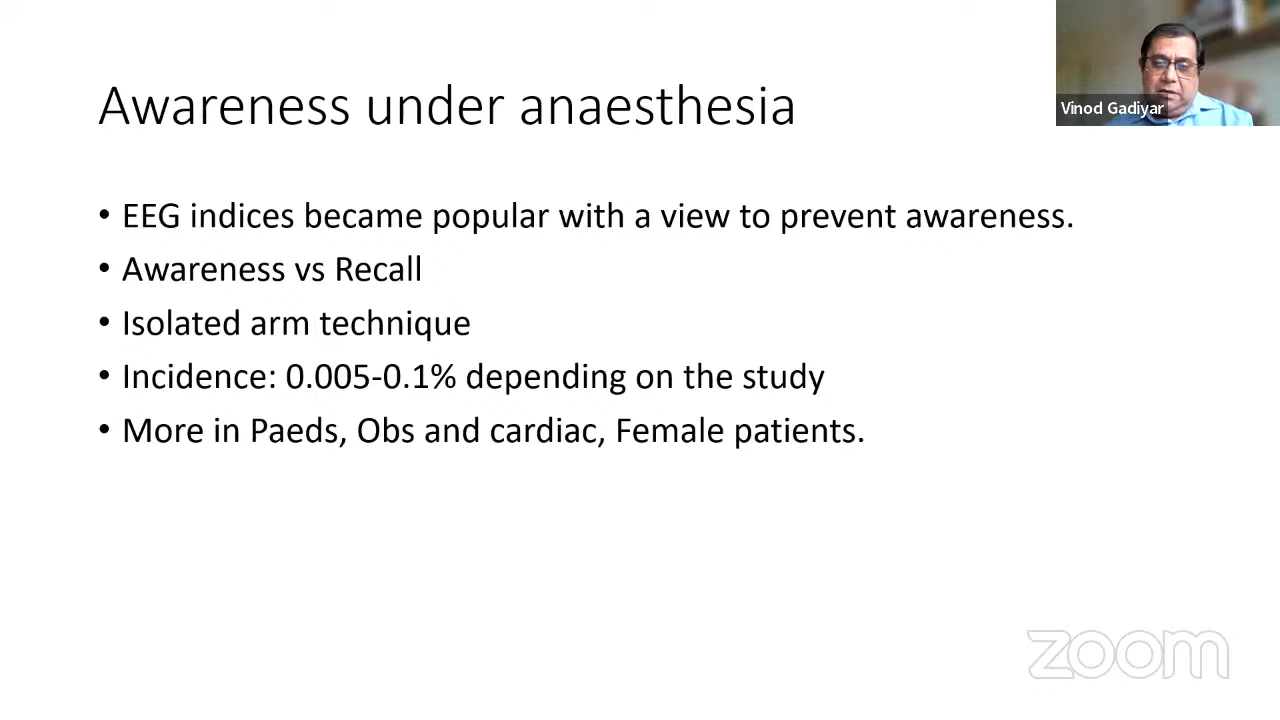 Awareness under anaesthesia
Vinod Gadiyar
• EEG indices became popular with a view to prevent awareness.
• Awareness vs Recall
• Isolated arm technique
• Incidence: 0.005-0.1% depending on the study
• More in Paeds, Obs and cardiac, Female patients.
zoom